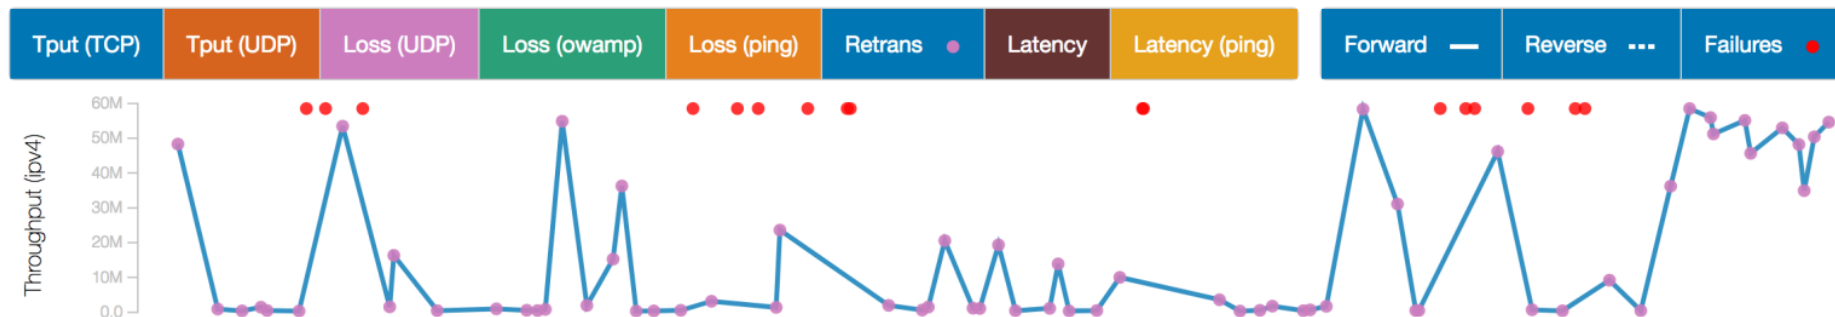 Tput (TCP) Tput (UDP) Loss (UDP) Loss (owamp) Loss (ping) Retrans Latency Latency (ping) Forward Reverse Failures
Throughput (ipv4)
60M
50M
40M
30M
20M
10M
0.0